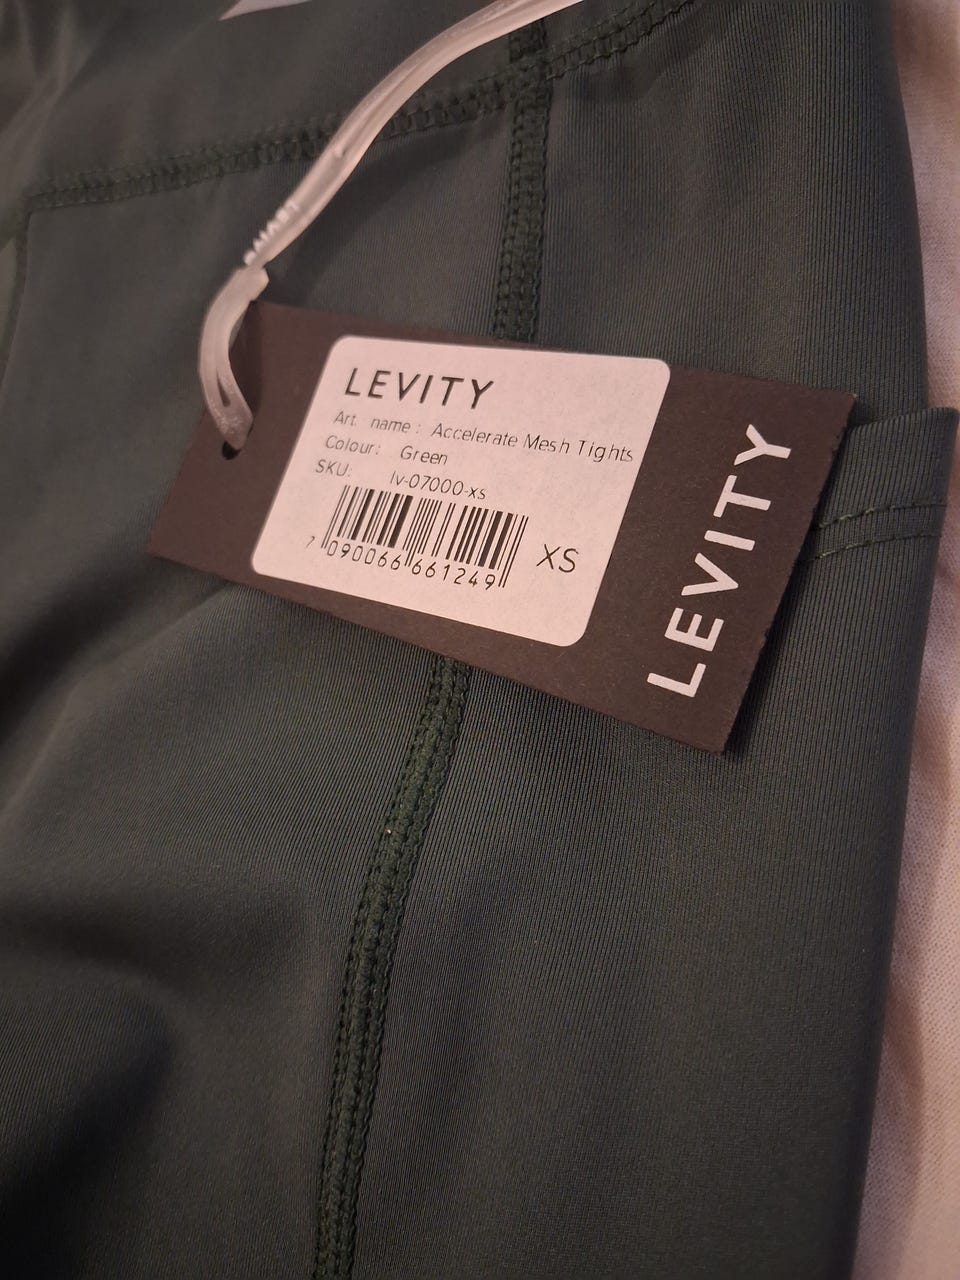 LEVITY
Art. name : Accelerate Mesh Tights
Colour: Green
SKU: lv-07000-xs
7 090066 661249
XS
LEVITY